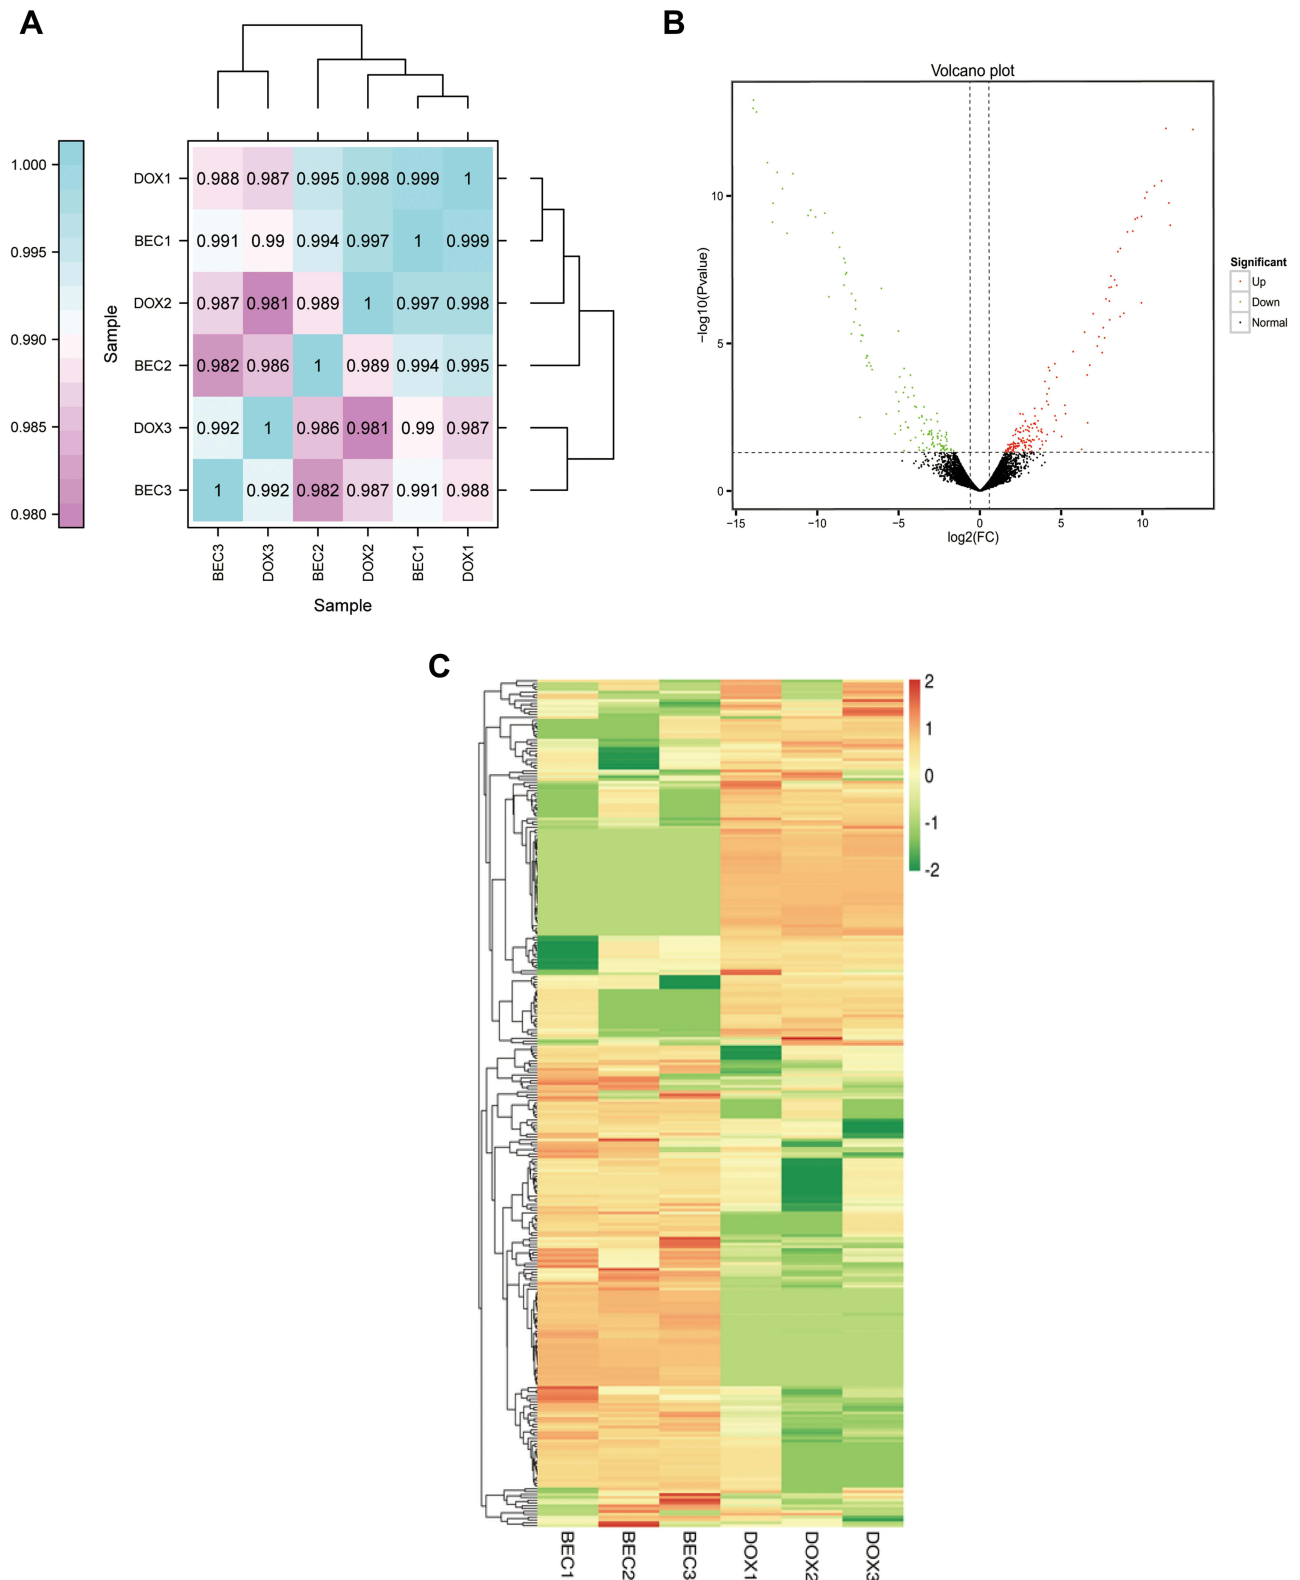 A
1.000
0.995
0.990
0.985
0.980
Sample
DOX1 0.988 0.987 0.995 0.998 0.999 1
BEC1 0.991 0.99 0.994 0.997 1 0.999
DOX2 0.987 0.981 0.989 1 0.997 0.998
BEC2 0.982 0.986 1 0.989 0.994 0.995
DOX3 0.992 1 0.986 0.981 0.99 0.987
BEC3 1 0.992 0.982 0.987 0.991 0.988
BEC3 DOX3 BEC2 DOX2 BEC1 DOX1
Sample
B
Volcano plot
−log10(Pvalue)
10
5
0
−15 −10 −5 0 5 10
log2(FC)
Significant
Up
Down
Normal
C
2
1
0
-1
-2
BEC1 BEC2 BEC3 DOX1 DOX2 DOX3